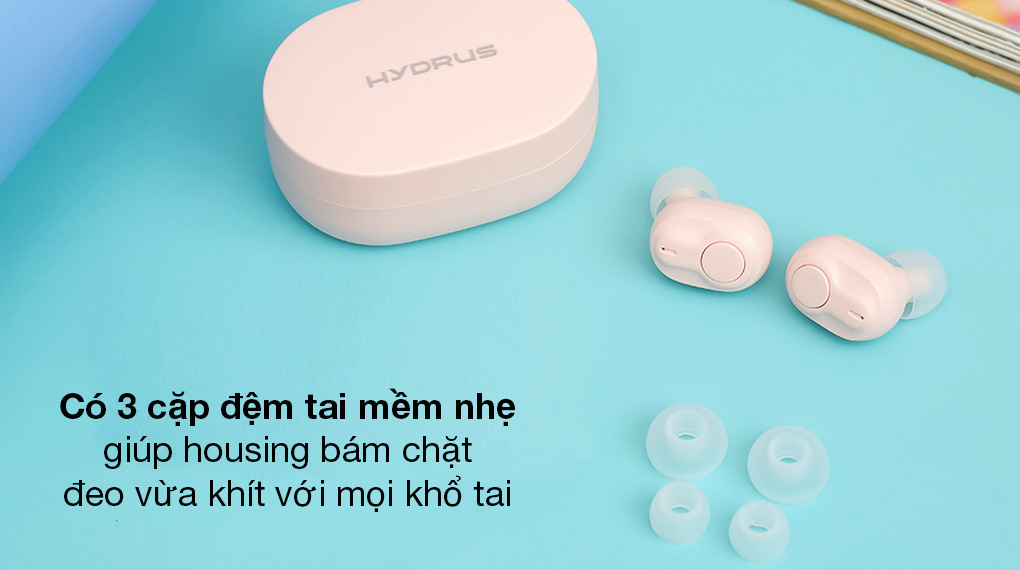 HYDRUS
Có 3 cặp đệm tai mềm nhẹ
giúp housing bám chặt
đeo vừa khít với mọi khổ tai